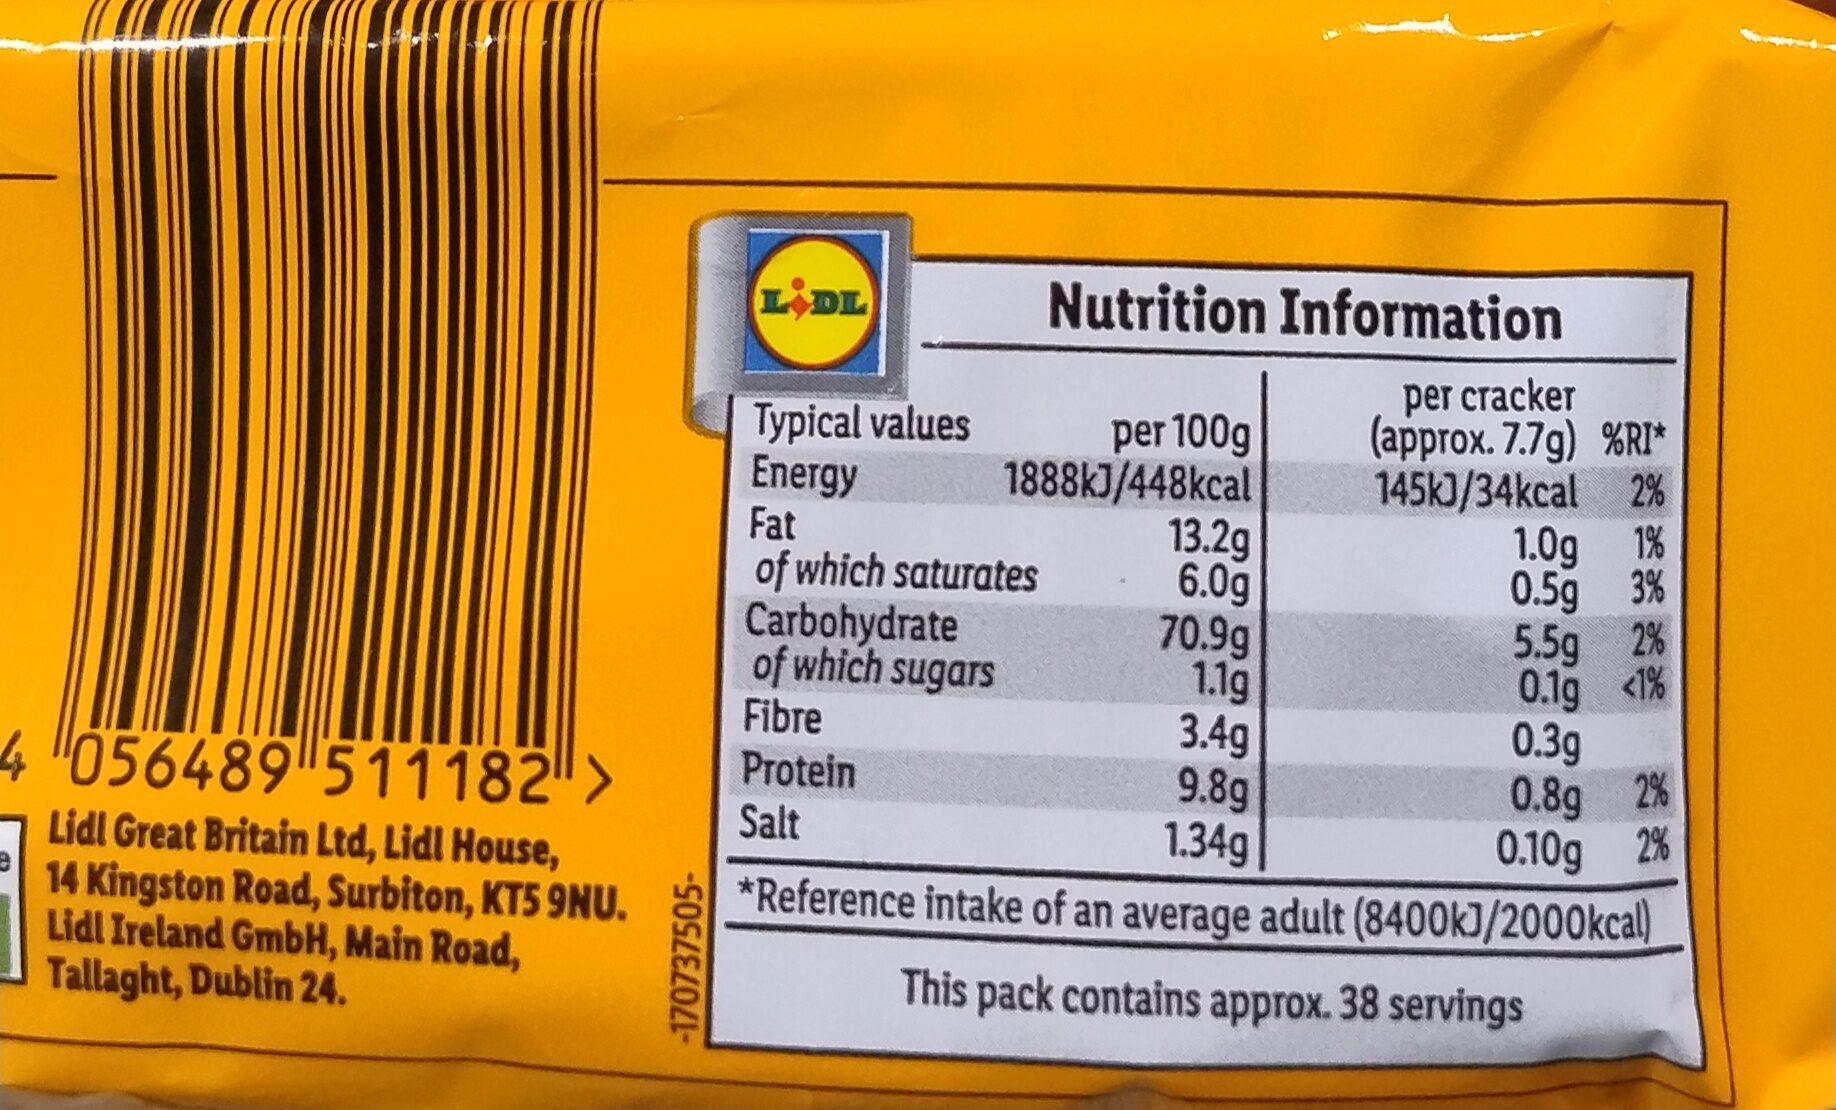 4 056489 511182 >
Lidl Great Britain Ltd, Lidl House,
14 Kingston Road, Surbiton, KT5 9NU.
Lidl Ireland GmbH, Main Road,
Tallaght, Dublin 24.
-170737505-
LiDL
Nutrition Information
Typical values per 100g per cracker (approx. 7.7g) %RI*
Energy 1888kJ/448kcal 145kJ/34kcal 2%
Fat 13.2g 1.0g 1%
of which saturates 6.0g 0.5g 3%
Carbohydrate 70.9g 5.5g 2%
of which sugars 1.1g 0.1g <1%
Fibre 3.4g 0.3g
Protein 9.8g 0.8g 2%
Salt 1.34g 0.10g 2%
*Reference intake of an average adult (8400kJ/2000kcal)
This pack contains approx. 38 servings